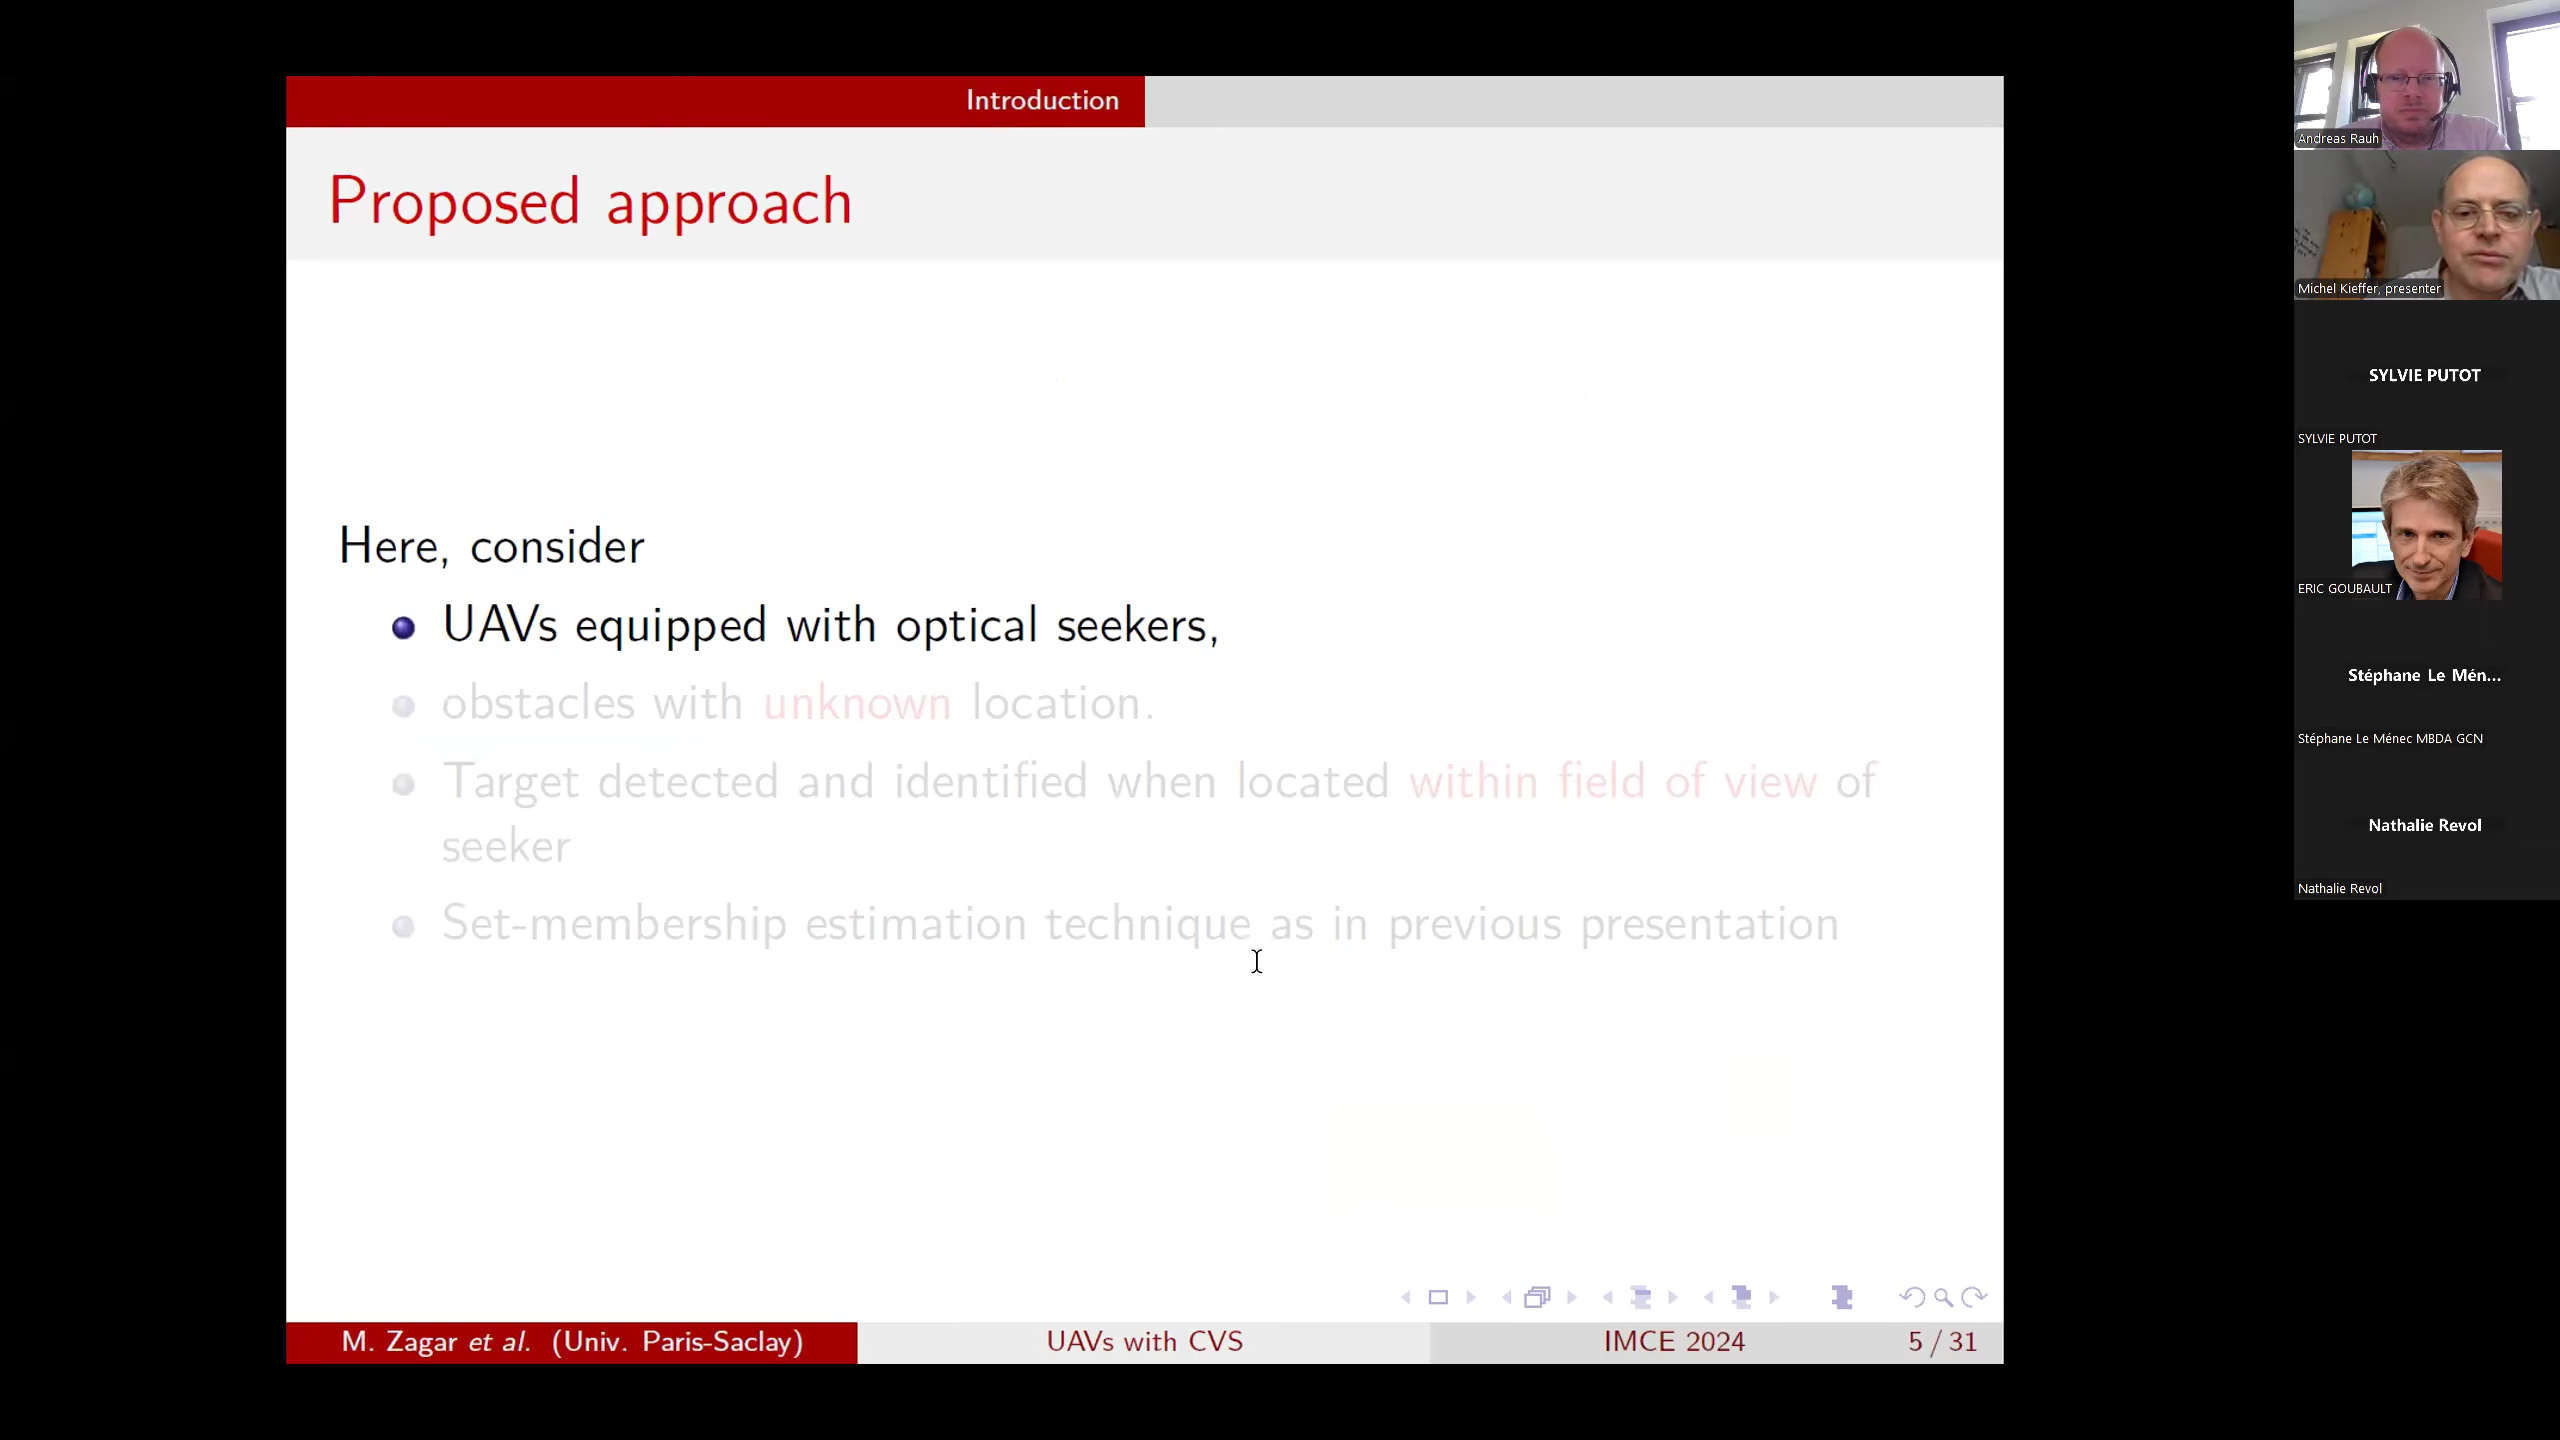 Introduction
Proposed approach
Here, consider
UAVs equipped with optical seekers,
obstacles with unknown location.
Target detected and identified when located within field of view of
seeker
Set-membership estimation technique as in previous presentation
M. Zagar et al. (Univ. Paris-Saclay)
UAVs with CVS
IMCE 2024
5 / 31
Andreas Rauh
Michel Kieffer, presenter
SYLVIE PUTOT
SYLVIE PUTOT
ERIC GOUBAULT
Stéphane Le Mén...
Stéphane Le Ménec MBDA GCN
Nathalie Revol
Nathalie Revol